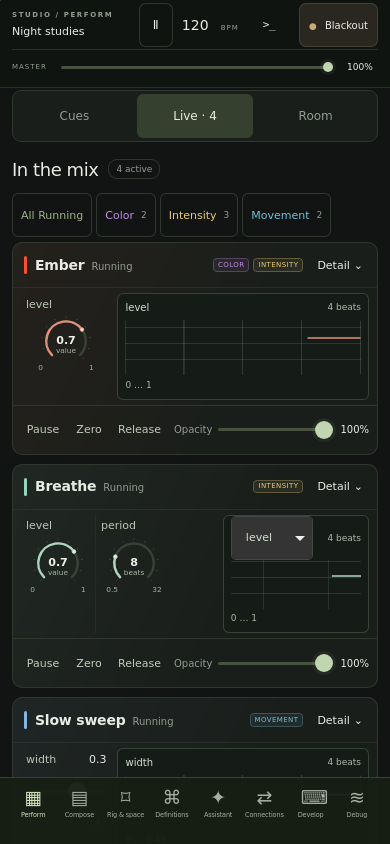 STUDIO / PERFORM
Night studies
120 BPM
>_
Blackout
MASTER 100%
Cues Live · 4 Room
In the mix 4 active
All Running Color 2 Intensity 3 Movement 2
Ember Running COLOR INTENSITY Detail
level
0.7
value
0 1
level 4 beats
0 … 1
Pause Zero Release Opacity 100%
Breathe Running INTENSITY Detail
level
0.7
value
0 1
period
8
beats
0.5 32
level 4 beats
0 … 1
Pause Zero Release Opacity 100%
Slow sweep Running MOVEMENT Detail
width 0.3
width 4 beats
Perform Compose Rig & space Definitions Assistant Connections Develop Debug